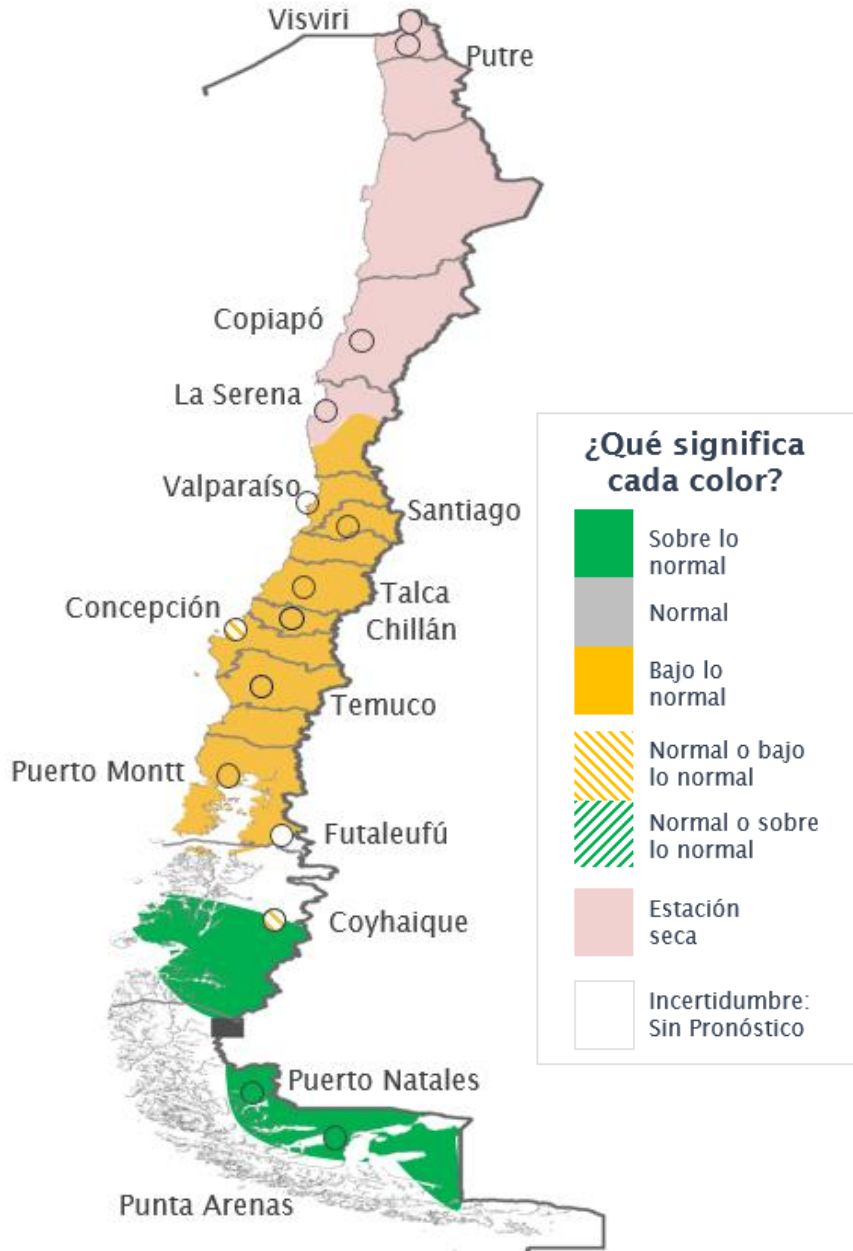 Visviri
Putre
Copiapó
La Serena
Valparaíso
Santiago
Talca
Concepción
Chillán
Temuco
Puerto Montt
Futaleufú
Coyhaique
Puerto Natales
Punta Arenas
¿Qué significa
cada color?
Sobre lo
normal
Normal
Bajo lo
normal
Normal o bajo
lo normal
Normal o sobre
lo normal
Estación
seca
Incertidumbre:
Sin Pronóstico